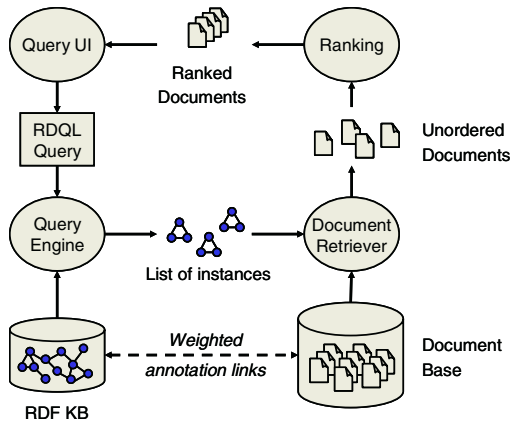 Query UI
Ranking
Ranked
Documents
RDQL
Query
Unordered
Documents
Query
Engine
List of instances
Document
Retriever
Weighted
annotation links
Document
Base
RDF KB